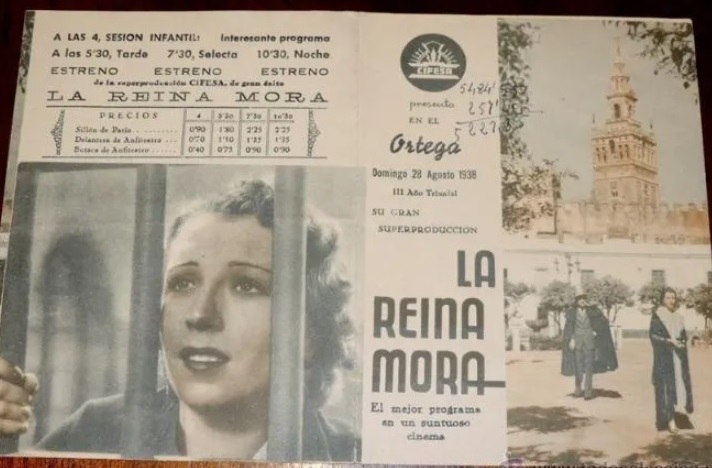 A LAS 4, SESION INFANTIL: Interesante programa
A las 5'30, Tarde 7'30, Selecta 10'30, Noche
ESTRENO ESTRENO ESTRENO
de la superproducción CIFESA, de gran éxito
LA REINA MORA
PRECIOS 4 5'30 7'30 10'30
Sillón de Patio 0'90 1'80 2'25 2'25
Delantera de Anfiteatro 0'70 1'10 1'35 1'35
Butaca de Anfiteatro 0'40 0'75 0'90 0'90
CIFESA
presenta
EN EL
Ortega
Domingo 28 Agosto 1938
III Año Triunfal
SU GRAN
SUPERPRODUCCION
LA
REINA
MORA
El mejor programa
en un suntuoso
cinema